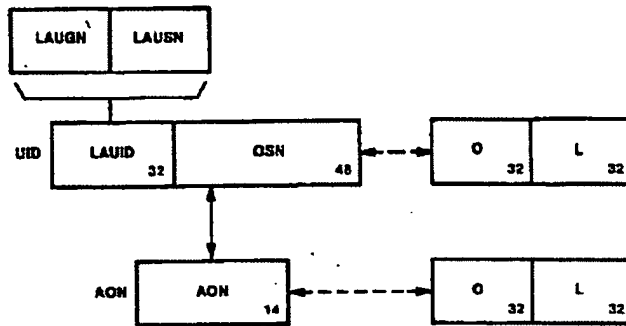 LAUGN LAUSN
UID LAUID 32 OSN 48 O 32 L 32
AON AON 14 O 32 L 32